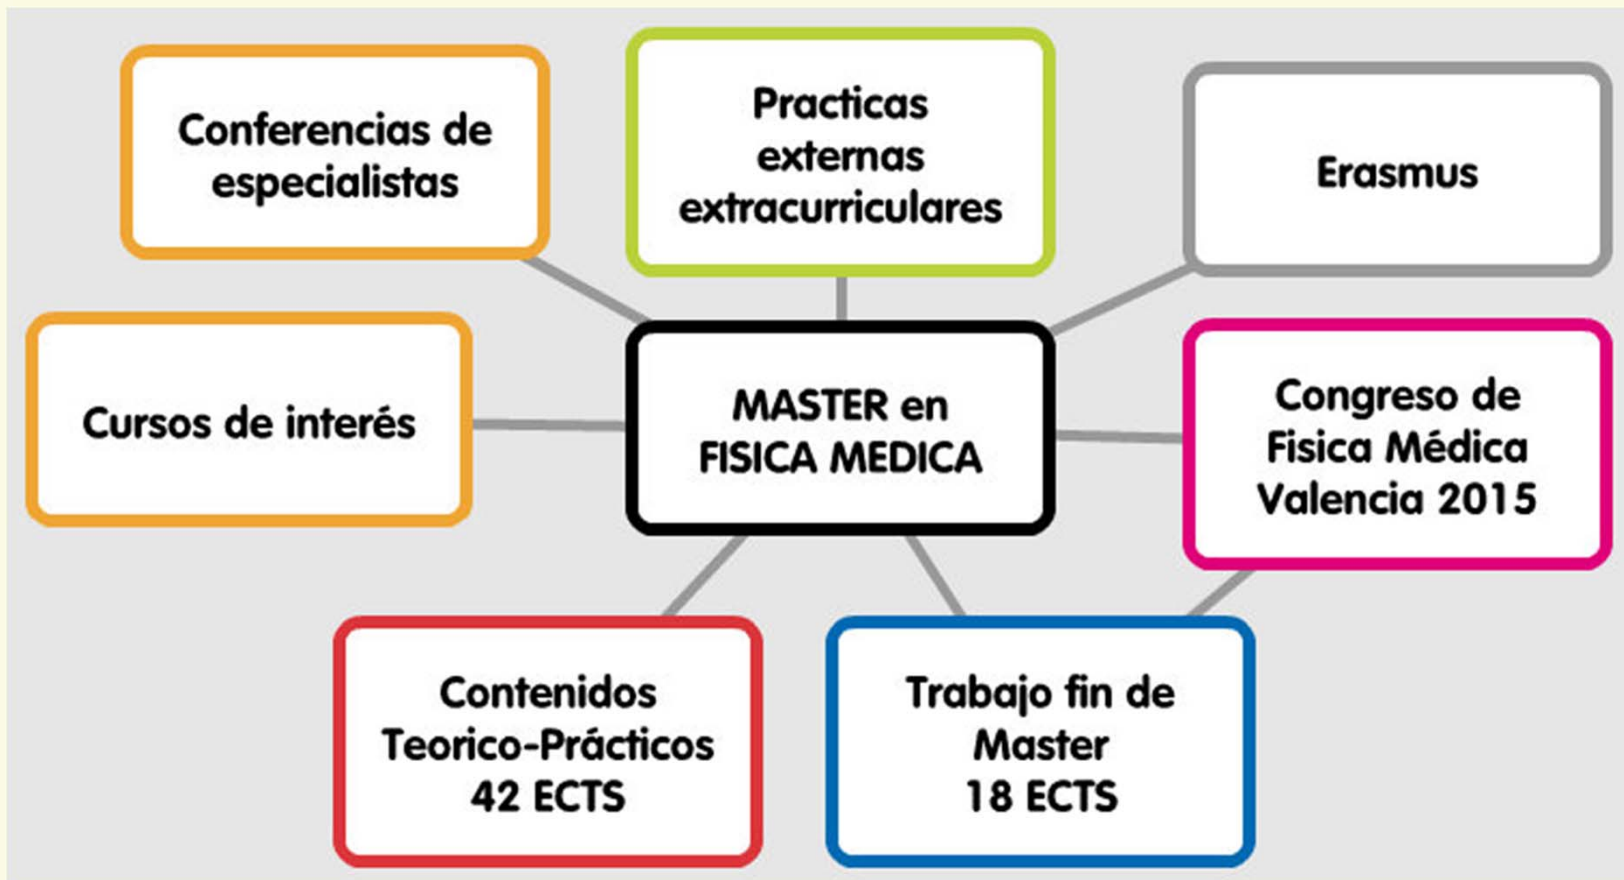 Conferencias de
especialistas
Practicas
externas
extracurriculares
Erasmus
Cursos de interés
MASTER en
FISICA MEDICA
Congreso de
Fisica Médica
Valencia 2015
Contenidos
Teorico-Prácticos
42 ECTS
Trabajo fin de
Master
18 ECTS